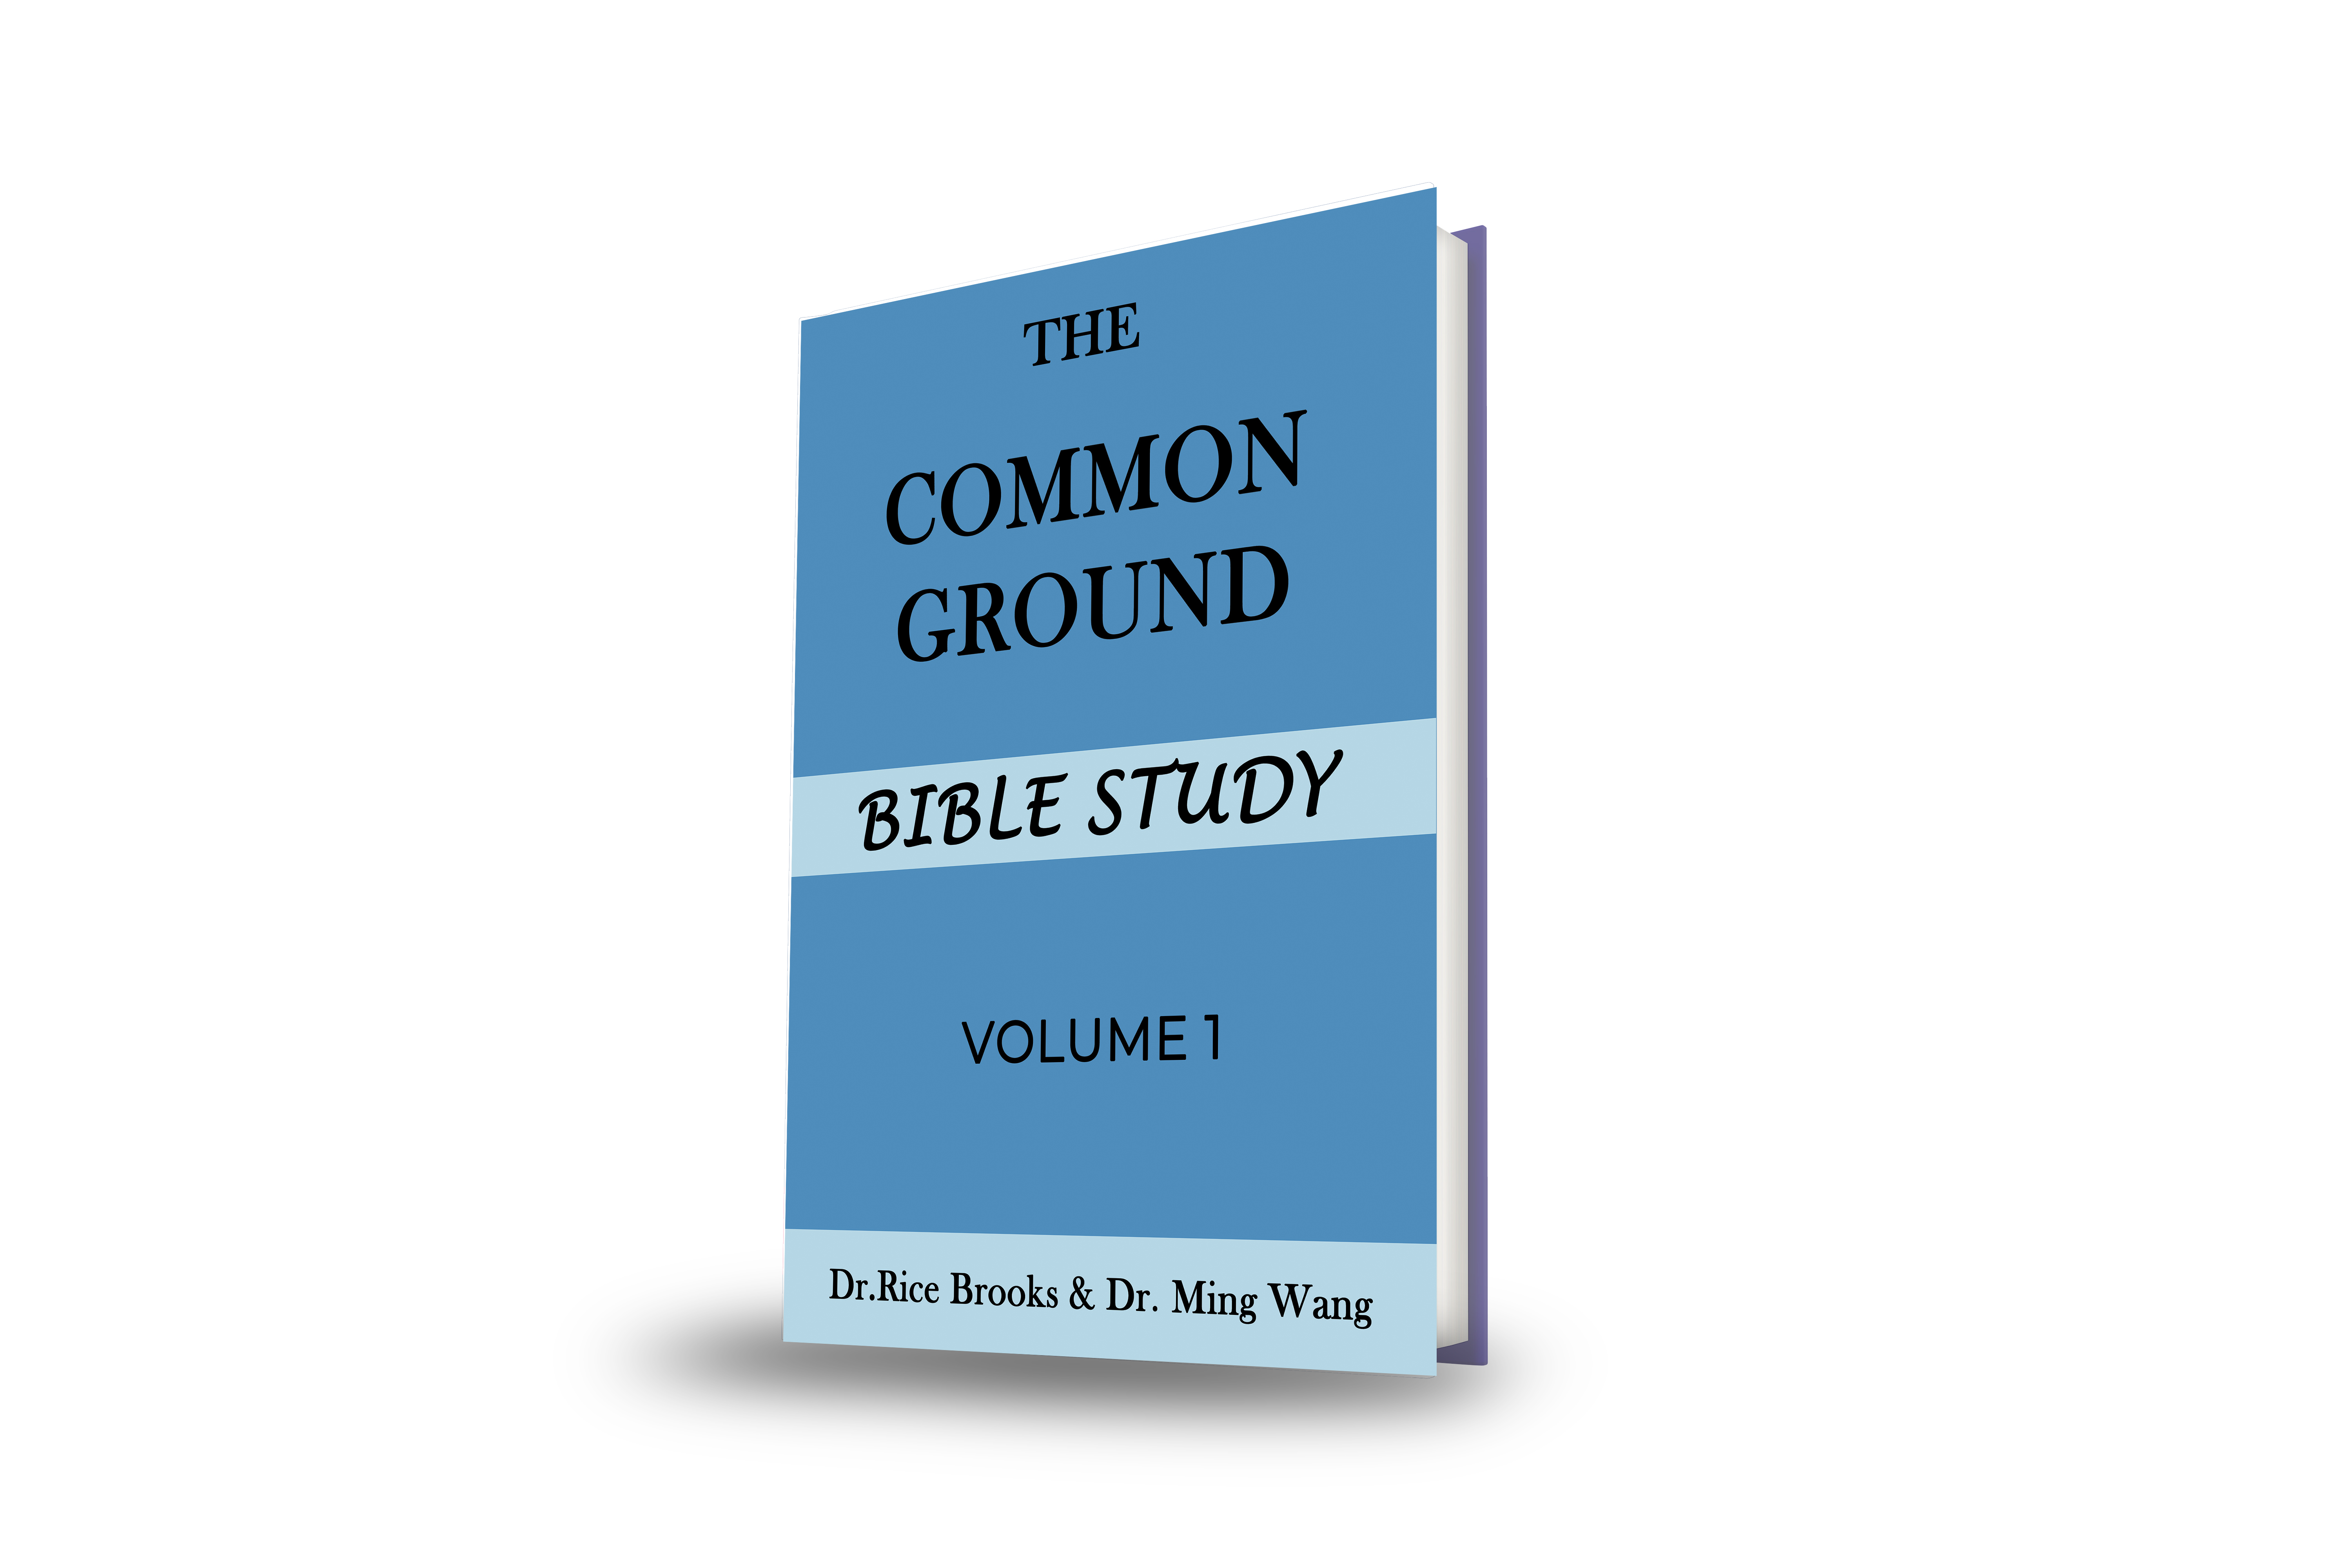 THE
COMMON
GROUND
BIBLE STUDY
VOLUME 1
Dr.Rice Brooks & Dr. Ming Wang